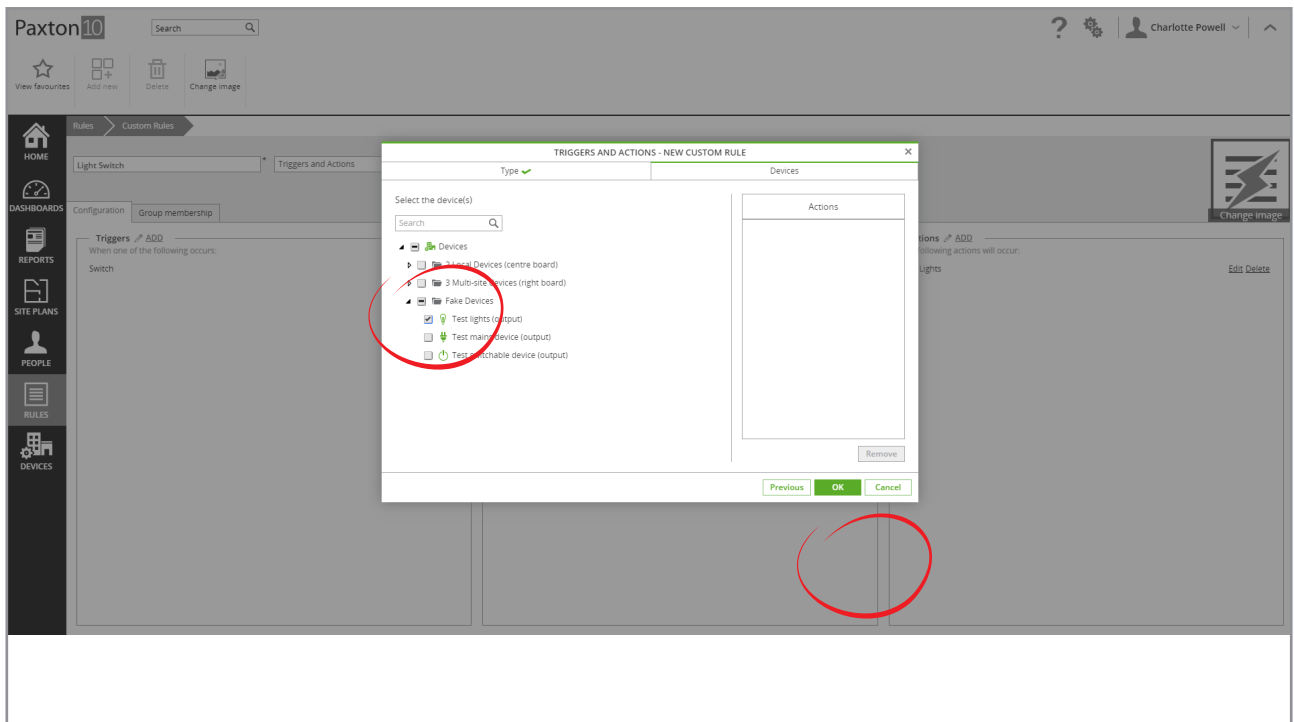 Paxton10
Search
Charlotte Powell
View favourites
Add new
Delete
Change image
Rules
Custom Rules
HOME
DASHBOARDS
REPORTS
SITE PLANS
PEOPLE
RULES
DEVICES
Light Switch
*
Triggers and Actions
Change image
Configuration
Group membership
Triggers ADD
When one of the following occurs:
Switch
TRIGGERS AND ACTIONS - NEW CUSTOM RULE
Type
Devices
Select the device(s)
Search
Devices
2 Local Devices (centre board)
3 Multi-site devices (right board)
Fake Devices
Test lights (output)
Test mains device (output)
Test switchable device (output)
Actions
Remove
Previous
OK
Cancel
tions ADD
following actions will occur:
Lights
Edit Delete